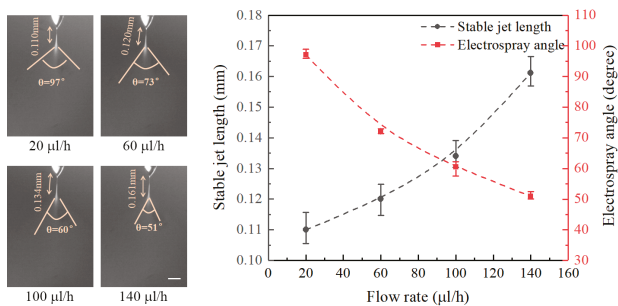 0.110mm
θ=97°
20 μl/h
0.120mm
θ=73°
60 μl/h
0.134mm
θ=60°
100 μl/h
0.161mm
θ=51°
140 μl/h
Stable jet length
Electrospray angle
Stable jet length (mm)
0.18
0.17
0.16
0.15
0.14
0.13
0.12
0.11
0.10
0 20 40 60 80 100 120 140 160
Flow rate (μl/h)
110
100
90
80
70
60
50
40
30
Electrospray angle (degree)